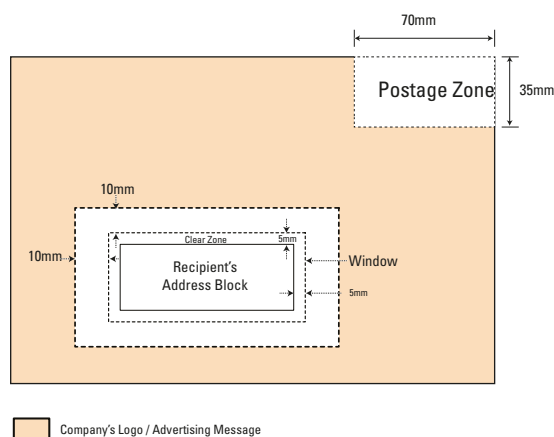 70mm
Postage Zone
35mm
10mm
Clear Zone
5mm
10mm
Recipient's
Address Block
Window
5mm
Company's Logo / Advertising Message